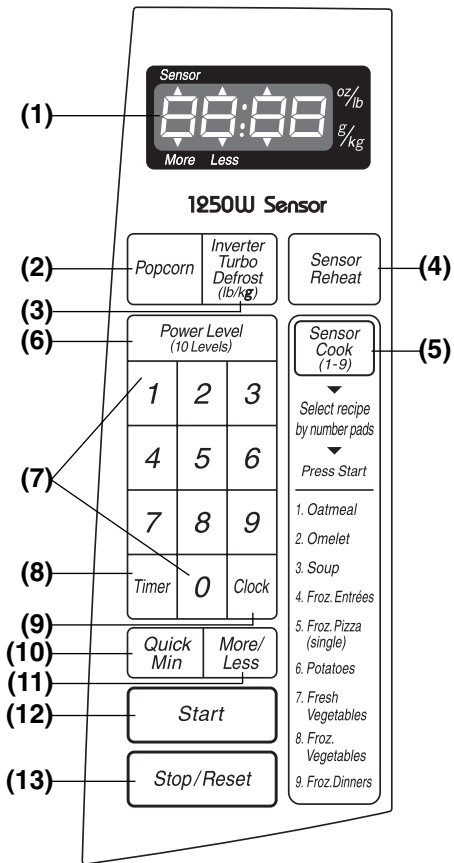 Sensor
(1)
88:88
oz/lb
g/kg
More Less
1250W Sensor
(2)
Popcorn
Inverter
Turbo
Defrost
(lb/kg)
(3)
Sensor
Reheat
(4)
(6)
Power Level
(10 Levels)
Sensor
Cook
(1-9)
(5)
Select recipe
by number pads
Press Start
1 2 3
4 5 6
(7)
7 8 9
(8)
Timer 0 Clock
(9)
1. Oatmeal
2. Omelet
3. Soup
4. Froz. Entrées
5. Froz. Pizza
(single)
6. Potatoes
7. Fresh
Vegetables
8. Froz.
Vegetables
9. Froz. Dinners
(10)
Quick
Min
More/
Less
(11)
(12)
Start
(13)
Stop/Reset